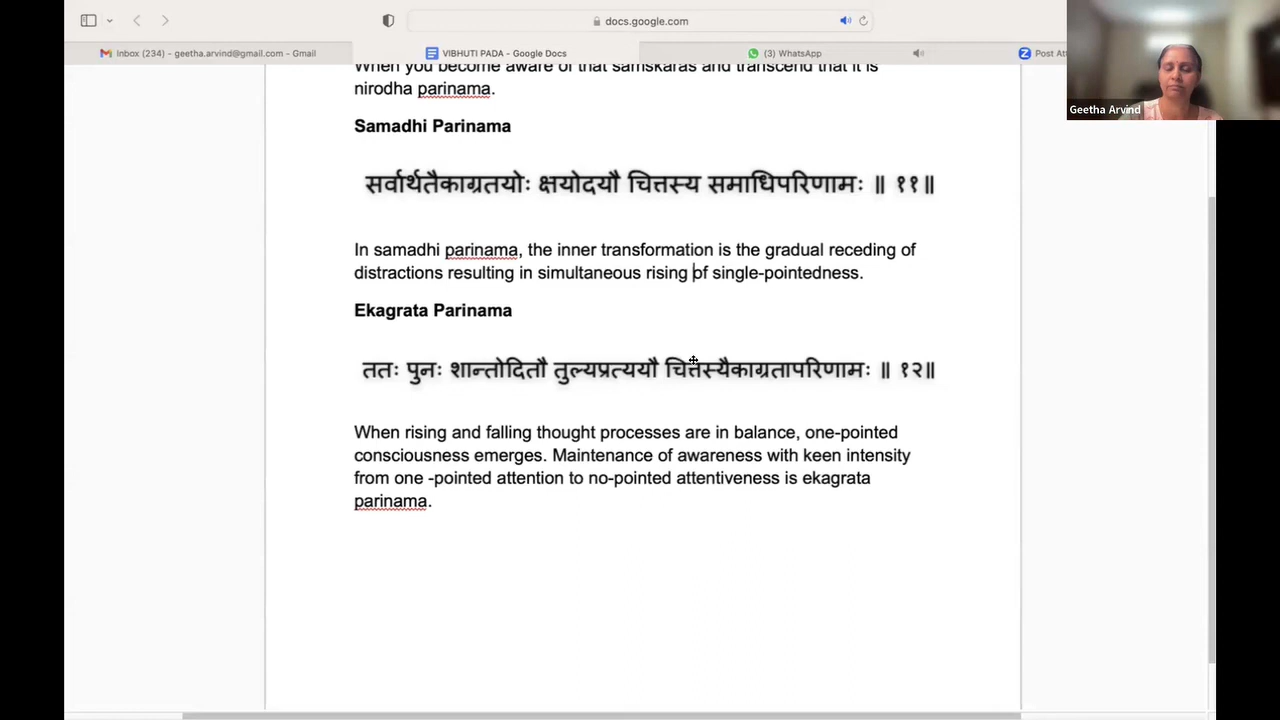 docs.google.com
Inbox (234) - geetha.arvind@gmail.com - Gmail
VIBHUTI PADA - Google Docs
(3) WhatsApp
Post Att
Geetha Arvind
When you become aware of that samskaras and transcend that it is
nirodha parinama.
Samadhi Parinama
सर्वार्थतैकाग्रतयोः क्षयोदयौ चित्तस्य समाधिपरिणामः ॥ ११॥
In samadhi parinama, the inner transformation is the gradual receding of
distractions resulting in simultaneous rising of single-pointedness.
Ekagrata Parinama
ततः पुनः शान्तोदितौ तुल्यप्रत्ययौ चित्तस्यैकाग्रतापरिणामः ॥ १२॥
When rising and falling thought processes are in balance, one-pointed
consciousness emerges. Maintenance of awareness with keen intensity
from one -pointed attention to no-pointed attentiveness is ekagrata
parinama.